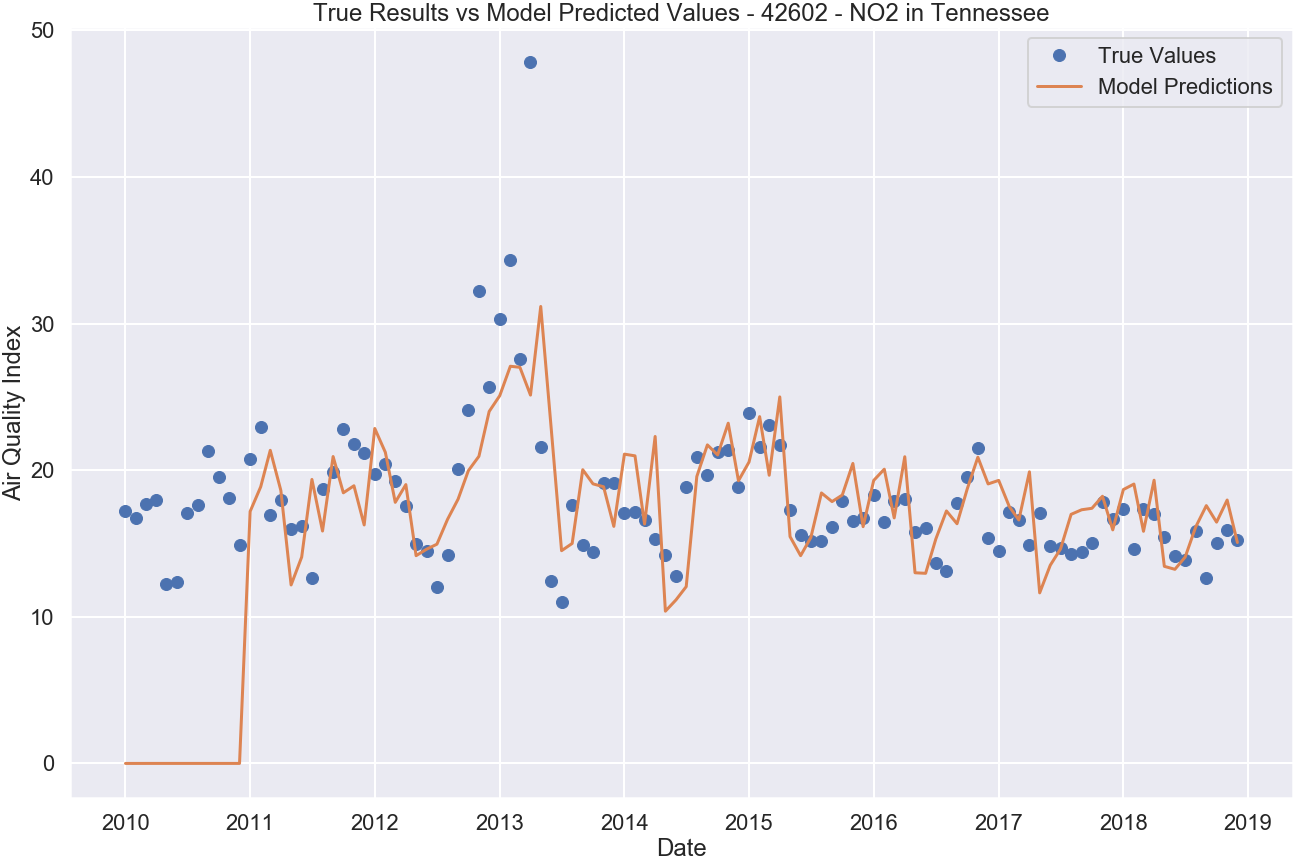 True Results vs Model Predicted Values - 42602 - NO2 in Tennessee
True Values
Model Predictions
Air Quality Index
50
40
30
20
10
0
2010 2011 2012 2013 2014 2015 2016 2017 2018 2019
Date